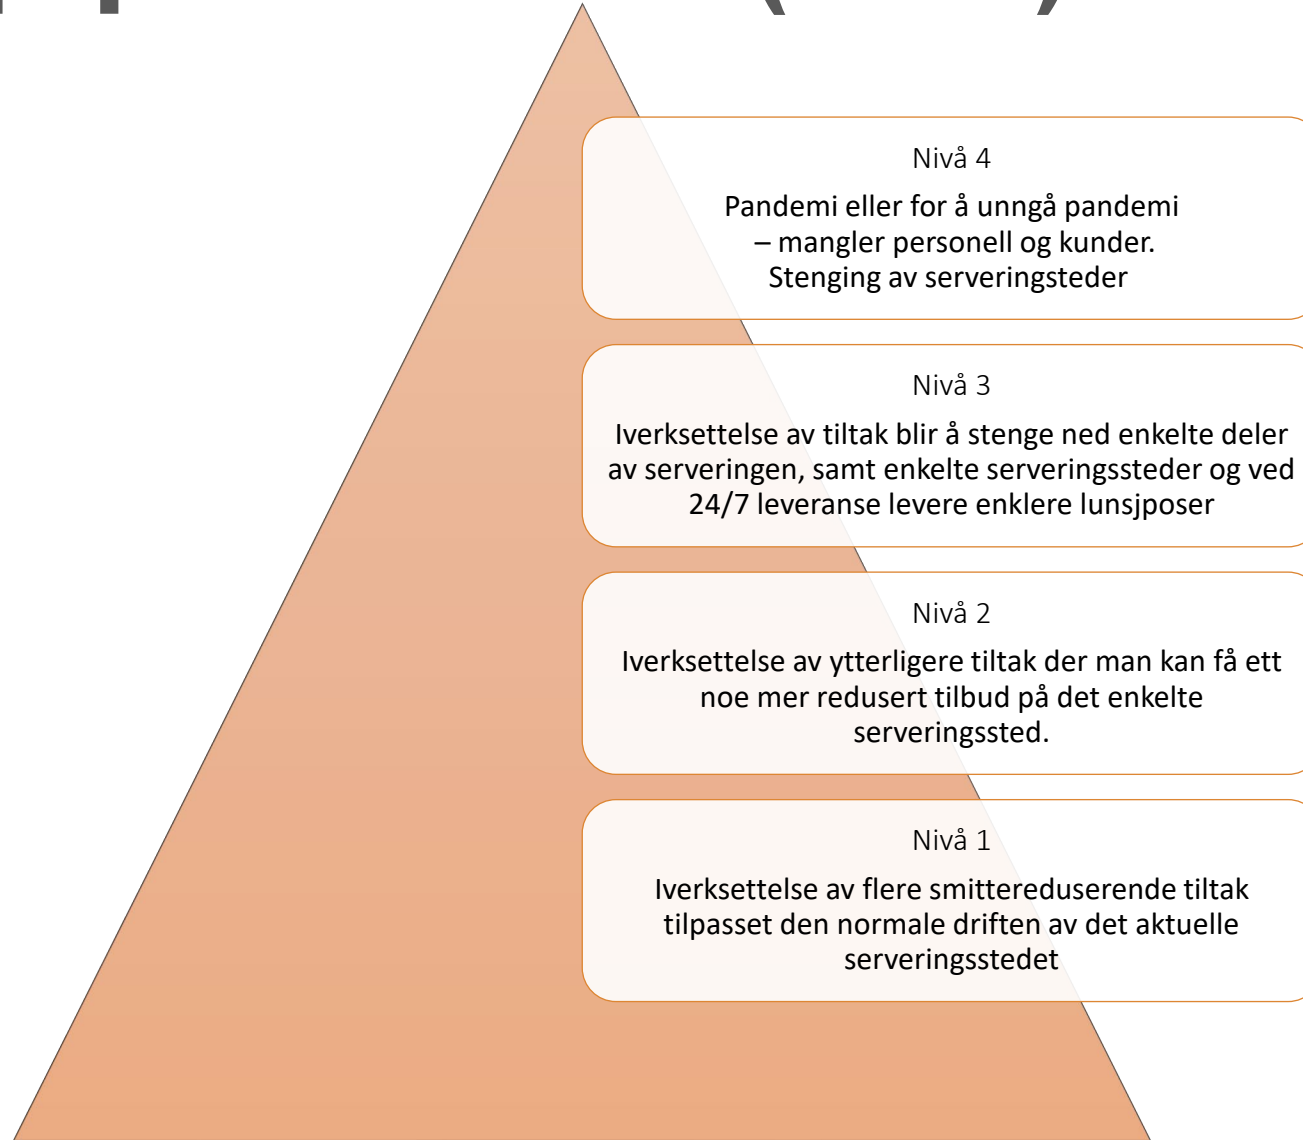 Nivå 4
Pandemi eller for å unngå pandemi
– mangler personell og kunder.
Stenging av serveringsteder
Nivå 3
Iverksettelse av tiltak blir å stenge ned enkelte deler
av serveringen, samt enkelte serveringssteder og ved
24/7 leveranse levere enklere lunsjposer
Nivå 2
Iverksettelse av ytterligere tiltak der man kan få ett
noe mer redusert tilbud på det enkelte
serveringssted.
Nivå 1
Iverksettelse av flere smittereduserende tiltak
tilpasset den normale driften av det aktuelle
serveringsstedet